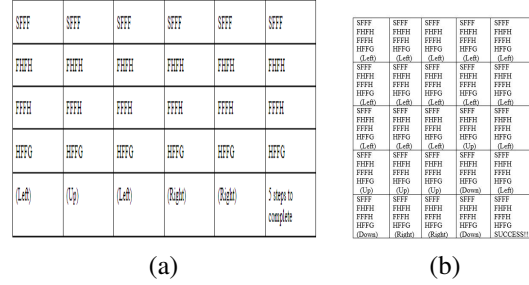 SFFF SFFF SFFF SFFF SFFF SFFF
FHFH FHFH FHFH FHFH FHFH FHFH
FFFH FFFH FFFH FFFH FFFH FFFH
HFFG HFFG HFFG HFFG HFFG HFFG
(Left) (Up) (Left) (Right) (Right) 5 steps to
complete
(a)
SFFF SFFF SFFF SFFF SFFF
FHFH FHFH FHFH FHFH FHFH
FFFH FFFH FFFH FFFH FFFH
HFFG HFFG HFFG HFFG HFFG
(Left) (Left) (Left) (Left) (Left)
SFFF SFFF SFFF SFFF SFFF
FHFH FHFH FHFH FHFH FHFH
FFFH FFFH FFFH FFFH FFFH
HFFG HFFG HFFG HFFG HFFG
(Left) (Left) (Left) (Left) (Left)
SFFF SFFF SFFF SFFF SFFF
FHFH FHFH FHFH FHFH FHFH
FFFH FFFH FFFH FFFH FFFH
HFFG HFFG HFFG HFFG HFFG
(Left) (Left) (Left) (Up) (Left)
SFFF SFFF SFFF SFFF SFFF
FHFH FHFH FHFH FHFH FHFH
FFFH FFFH FFFH FFFH FFFH
HFFG HFFG HFFG HFFG HFFG
(Up) (Up) (Up) (Down) (Left)
SFFF SFFF SFFF SFFF SFFF
FHFH FHFH FHFH FHFH FHFH
FFFH FFFH FFFH FFFH FFFH
HFFG HFFG HFFG HFFG HFFG
(Down) (Right) (Right) (Down) SUCCESS!!
(b)